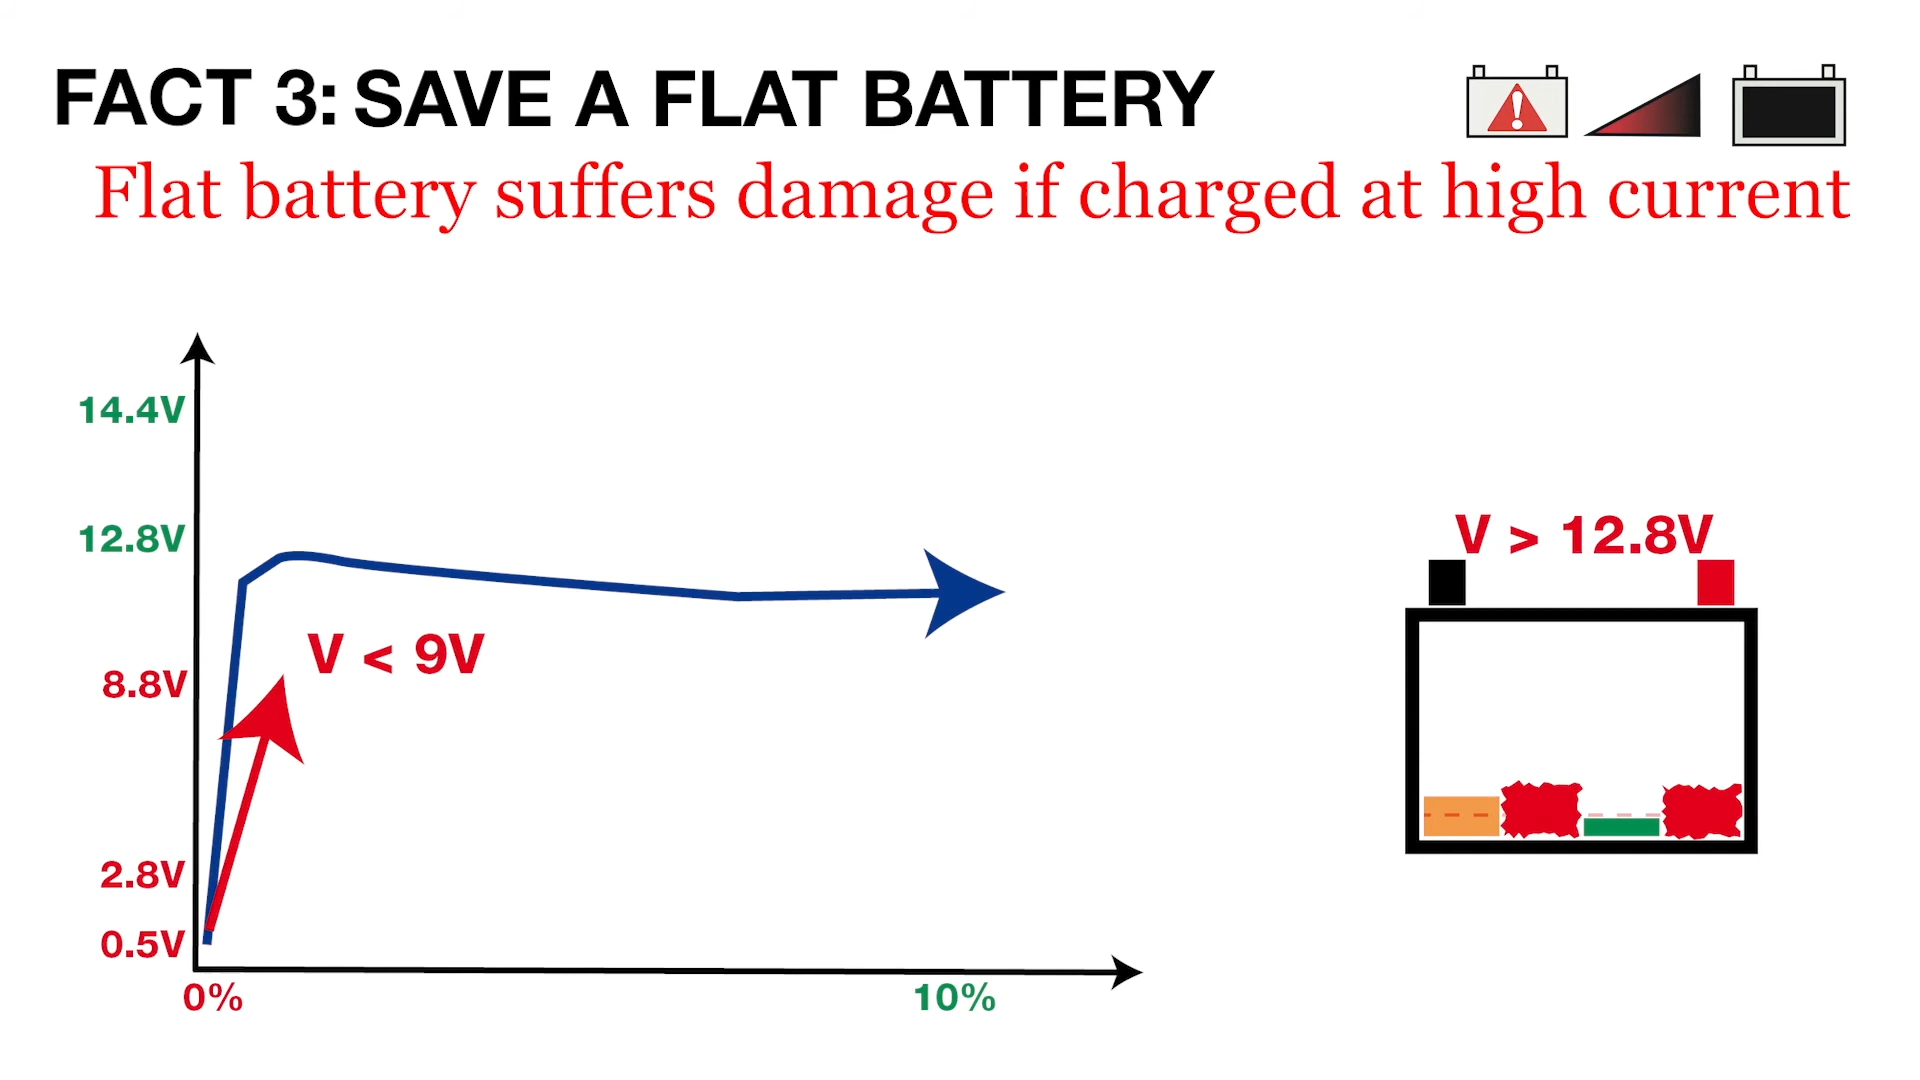 FACT 3: SAVE A FLAT BATTERY
Flat battery suffers damage if charged at high current
14.4V
12.8V
V > 12.8V
V < 9V
8.8V
2.8V
0.5V
0%
10%